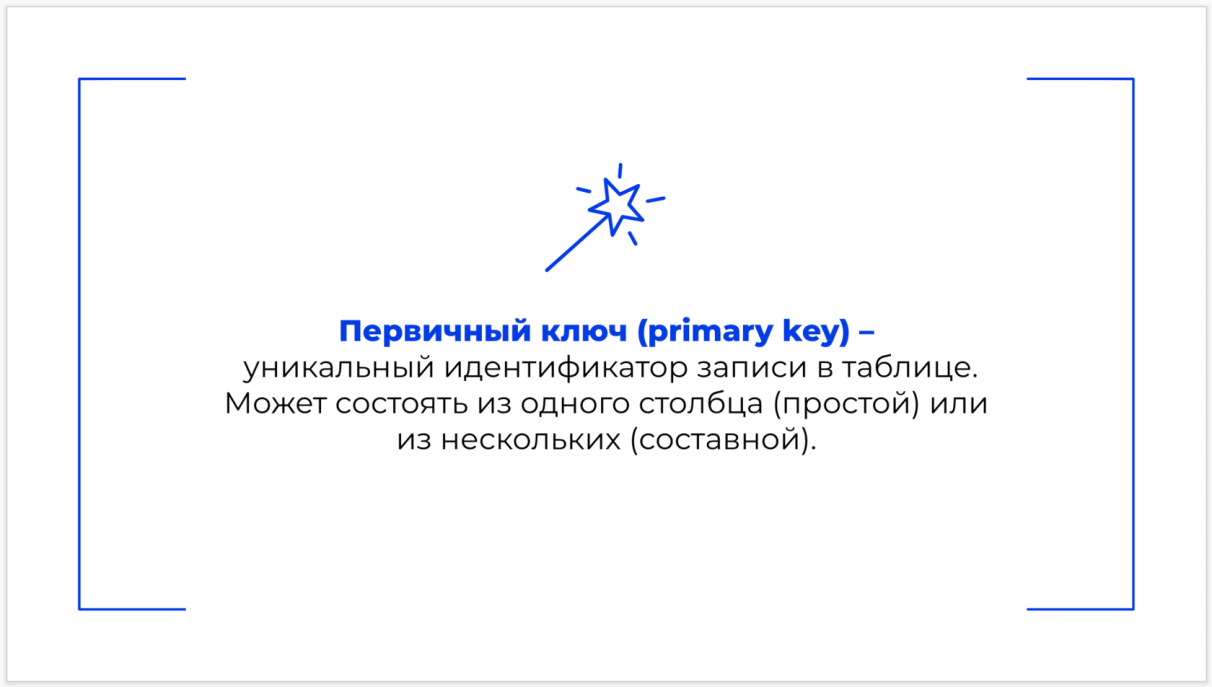 Первичный ключ (primary key) –
уникальный идентификатор записи в таблице.
Может состоять из одного столбца (простой) или
из нескольких (составной).